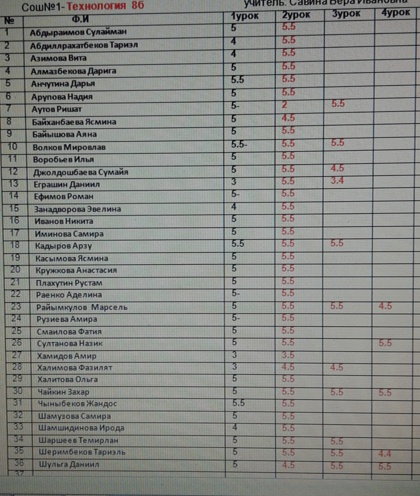 Сош№1-Технология 8б учитель: Савина Вера Ивановна
№ Ф.И 1урок 2урок 3урок 4урок
1 Абдыраимов Сулайман 5 5.5
2 Абдиллрахатбеков Тариэл 4 5.5
3 Азимова Вита 4 5.5
4 Алмазбекова Дарига 5 5.5
5 Анчутина Дарья 5.5 5.5
6 Арупова Надия 5 5.5
7 Аутов Ришат 5- 2 5.5
8 Байханбаева Ясмина 5 4.5
9 Байышова Аяна 5 5.5
10 Волков Мирослав 5.5- 5.5 5.5
11 Воробьев Илья 5 5.5
12 Джолдошбаева Сумайя 5 5.5 4.5
13 Еграшин Даниил 3 5.5 3.4
14 Ефимов Роман 5- 5.5
15 Занадворова Эвелина 4 5.5
16 Иванов Никита 5 5.5
17 Иминова Самира 5 5.5
18 Кадыров Арзу 5.5 5.5 5.5
19 Касымова Ясмина 5 5.5
20 Кружкова Анастасия 5 5.5
21 Плахутин Рустам 5 5.5
22 Раенко Аделина 5- 5.5
23 Райымкулов Марсель 5 5.5 5.5 4.5
24 Рузиева Амира 5- 5.5
25 Смаилова Фатия 5 5.5
26 Султанова Назик 5 5.5 5.5
27 Хамидов Амир 3 3.5
28 Халимова Фазилят 3 4.5 4.5
29 Халитова Ольга 5 5.5
30 Чайкин Захар 5 5.5 5.5 5.5
31 Чыныбеков Жандос 5.5 5.5
32 Шамузова Самира 5 5.5
33 Шамшидинова Ирода 4 5.5
34 Шаршеев Темирлан 5 5.5 5.5
35 Шеримбеков Тариэль 5 5.5 5.5 4.4
36 Шульга Даниил 5 4.5 5.5 5.5
37